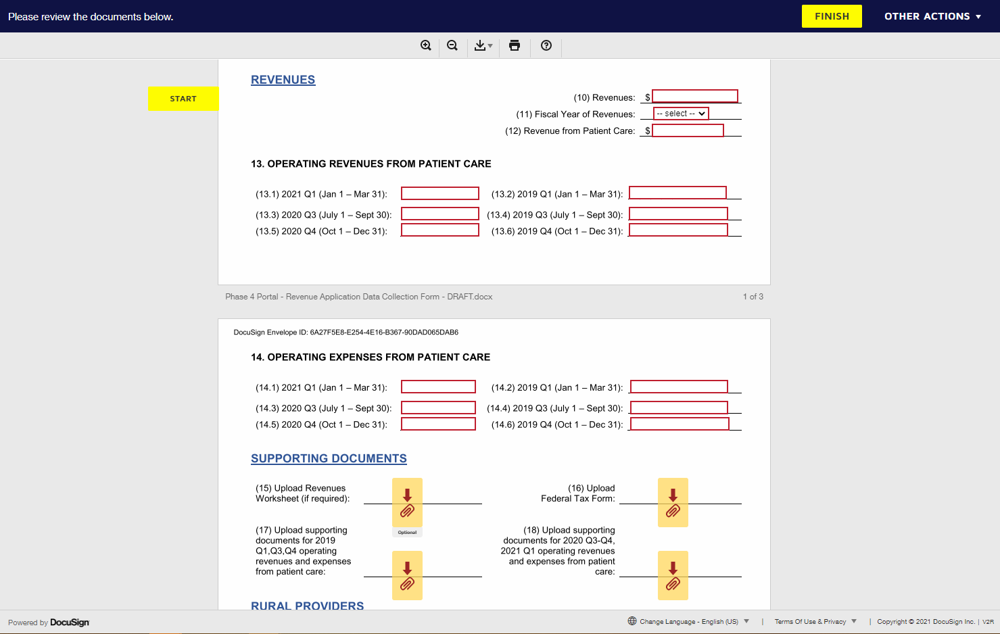 Please review the documents below.
FINISH
OTHER ACTIONS
START
REVENUES
(10) Revenues: $
(11) Fiscal Year of Revenues: -- select --
(12) Revenue from Patient Care: $
13. OPERATING REVENUES FROM PATIENT CARE
(13.1) 2021 Q1 (Jan 1 – Mar 31): (13.2) 2019 Q1 (Jan 1 – Mar 31):
(13.3) 2020 Q3 (July 1 – Sept 30): (13.4) 2019 Q3 (July 1 – Sept 30):
(13.5) 2020 Q4 (Oct 1 – Dec 31): (13.6) 2019 Q4 (Oct 1 – Dec 31):
Phase 4 Portal - Revenue Application Data Collection Form - DRAFT.docx 1 of 3
DocuSign Envelope ID: 6A27F5E8-E254-4E16-B367-90DAD065DAB6
14. OPERATING EXPENSES FROM PATIENT CARE
(14.1) 2021 Q1 (Jan 1 – Mar 31): (14.2) 2019 Q1 (Jan 1 – Mar 31):
(14.3) 2020 Q3 (July 1 – Sept 30): (14.4) 2019 Q3 (July 1 – Sept 30):
(14.5) 2020 Q4 (Oct 1 – Dec 31): (14.6) 2019 Q4 (Oct 1 – Dec 31):
SUPPORTING DOCUMENTS
(15) Upload Revenues
Worksheet (if required):
(16) Upload
Federal Tax Form:
Optional
(17) Upload supporting
documents for 2019
Q1,Q3,Q4 operating
revenues and expenses
from patient care:
(18) Upload supporting
documents for 2020 Q3-Q4,
2021 Q1 operating revenues
and expenses from patient
care:
RURAL PROVIDERS
Powered by DocuSign
Change Language - English (US) | Terms Of Use & Privacy | Copyright © 2021 DocuSign Inc. | V2R